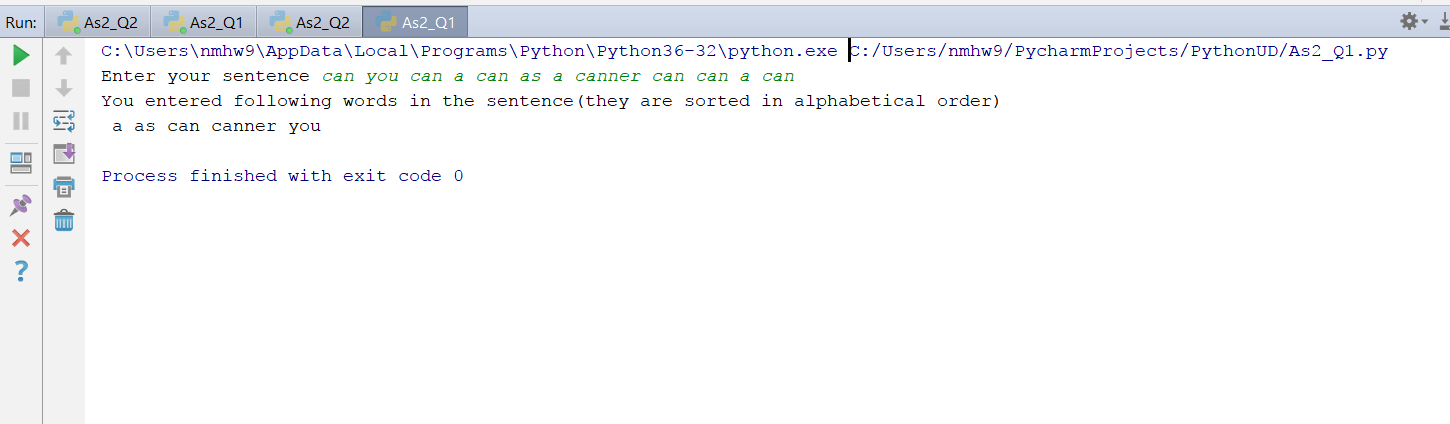 Run: As2_Q2 As2_Q1 As2_Q2 As2_Q1
C:\Users\nmhw9\AppData\Local\Programs\Python\Python36-32\python.exe C:/Users/nmhw9/PycharmProjects/PythonUD/As2_Q1.py
Enter your sentence can you can a can as a canner can can a can
You entered following words in the sentence(they are sorted in alphabetical order)
 a as can canner you
Process finished with exit code 0
?